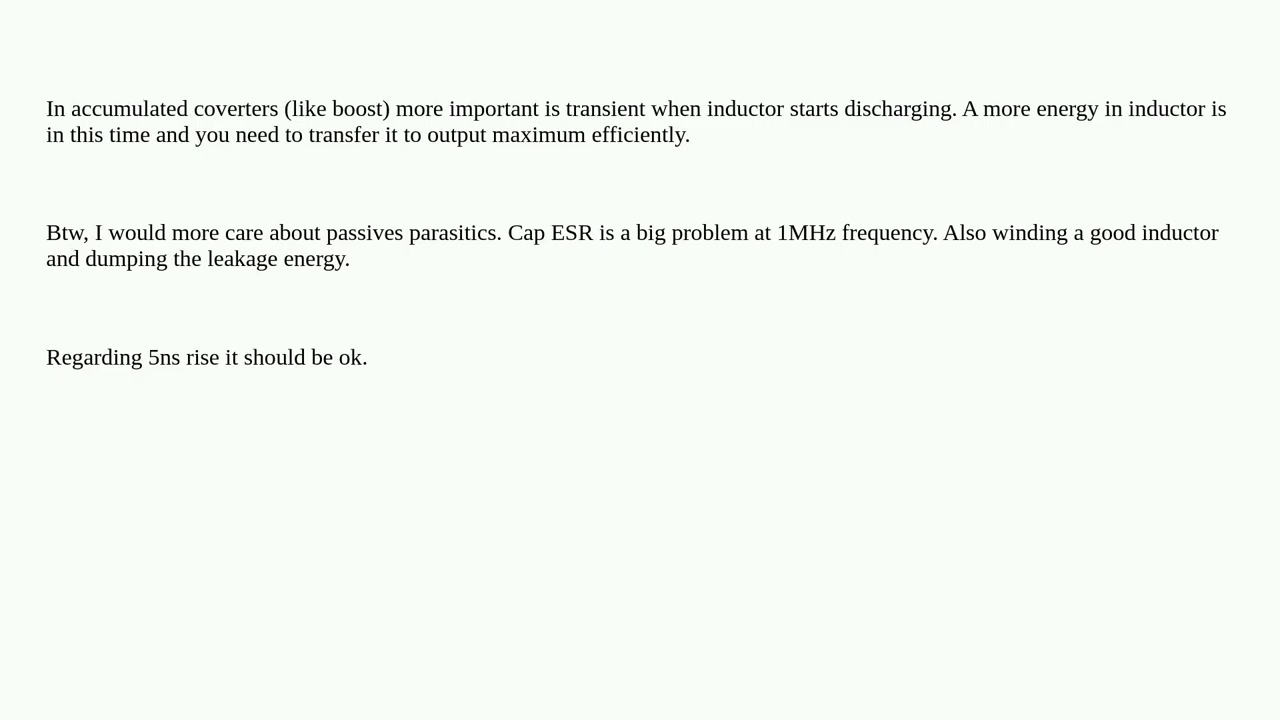 In accumulated coverters (like boost) more important is transient when inductor starts discharging. A more energy in inductor is
in this time and you need to transfer it to output maximum efficiently.
Btw, I would more care about passives parasitics. Cap ESR is a big problem at 1MHz frequency. Also winding a good inductor
and dumping the leakage energy.
Regarding 5ns rise it should be ok.